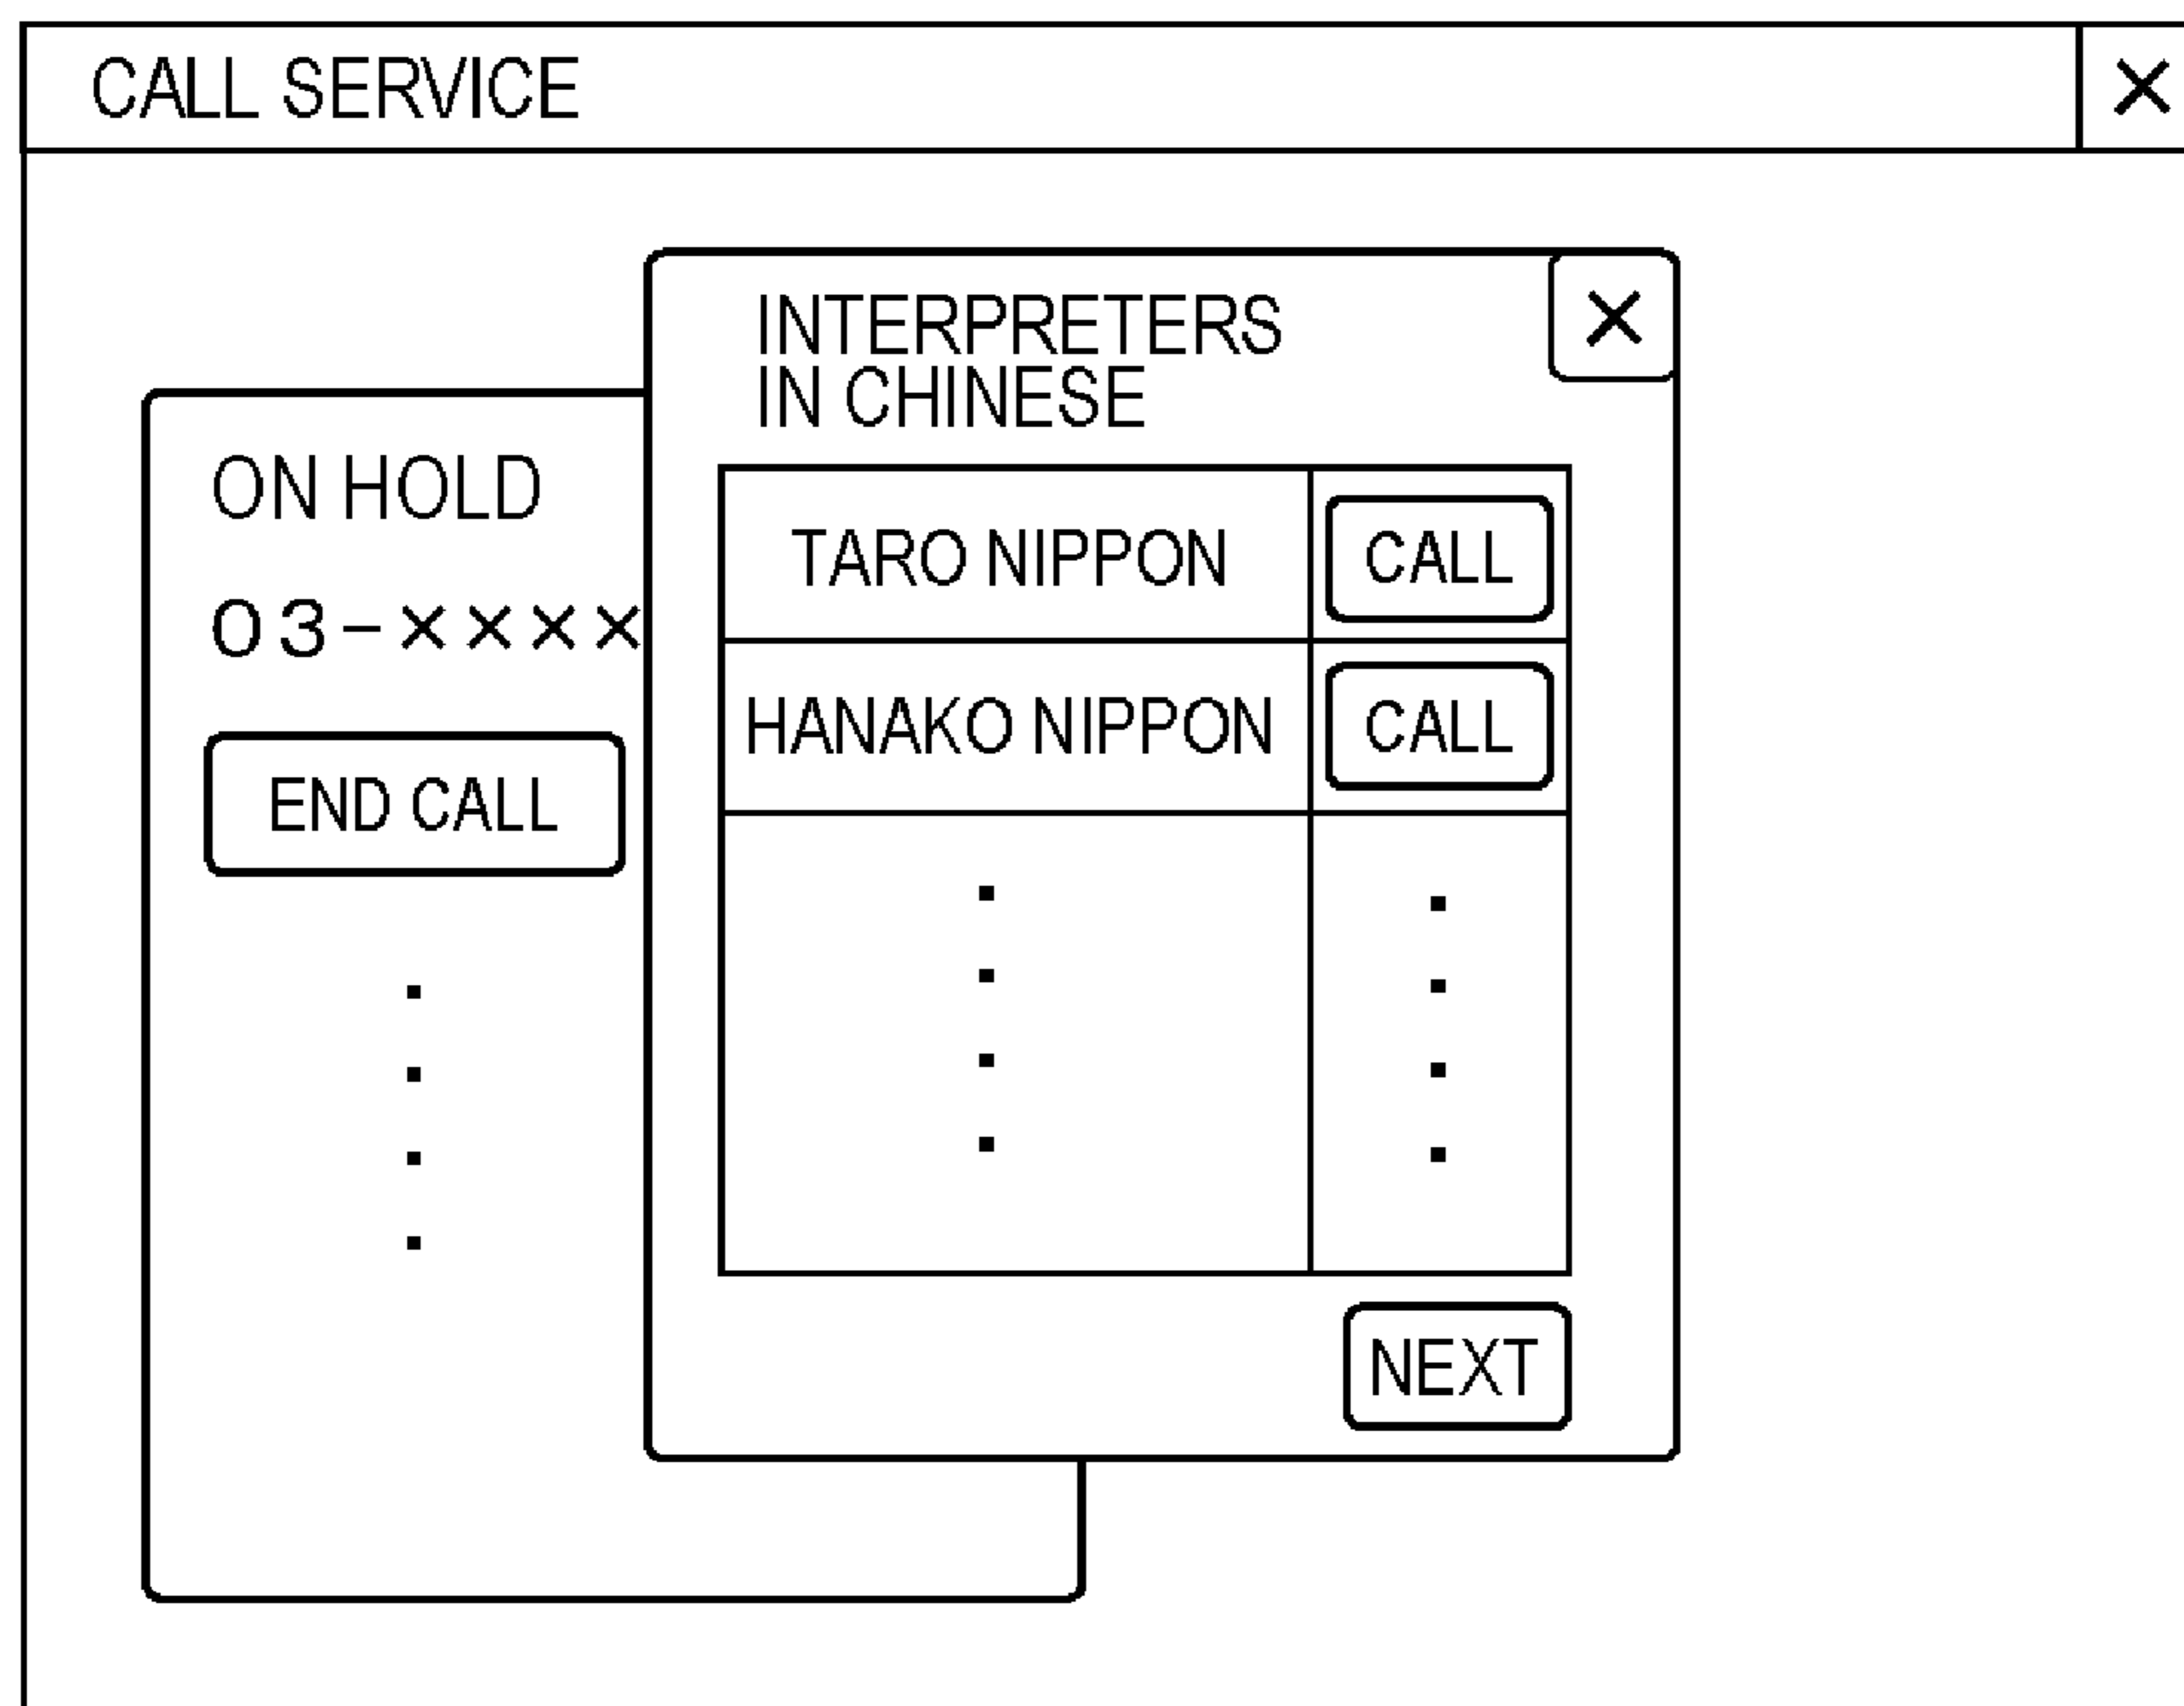 CALL SERVICE ×
INTERPRETERS ×
IN CHINESE
ON HOLD
03-××××
END CALL
TARO NIPPON CALL
HANAKO NIPPON CALL
NEXT